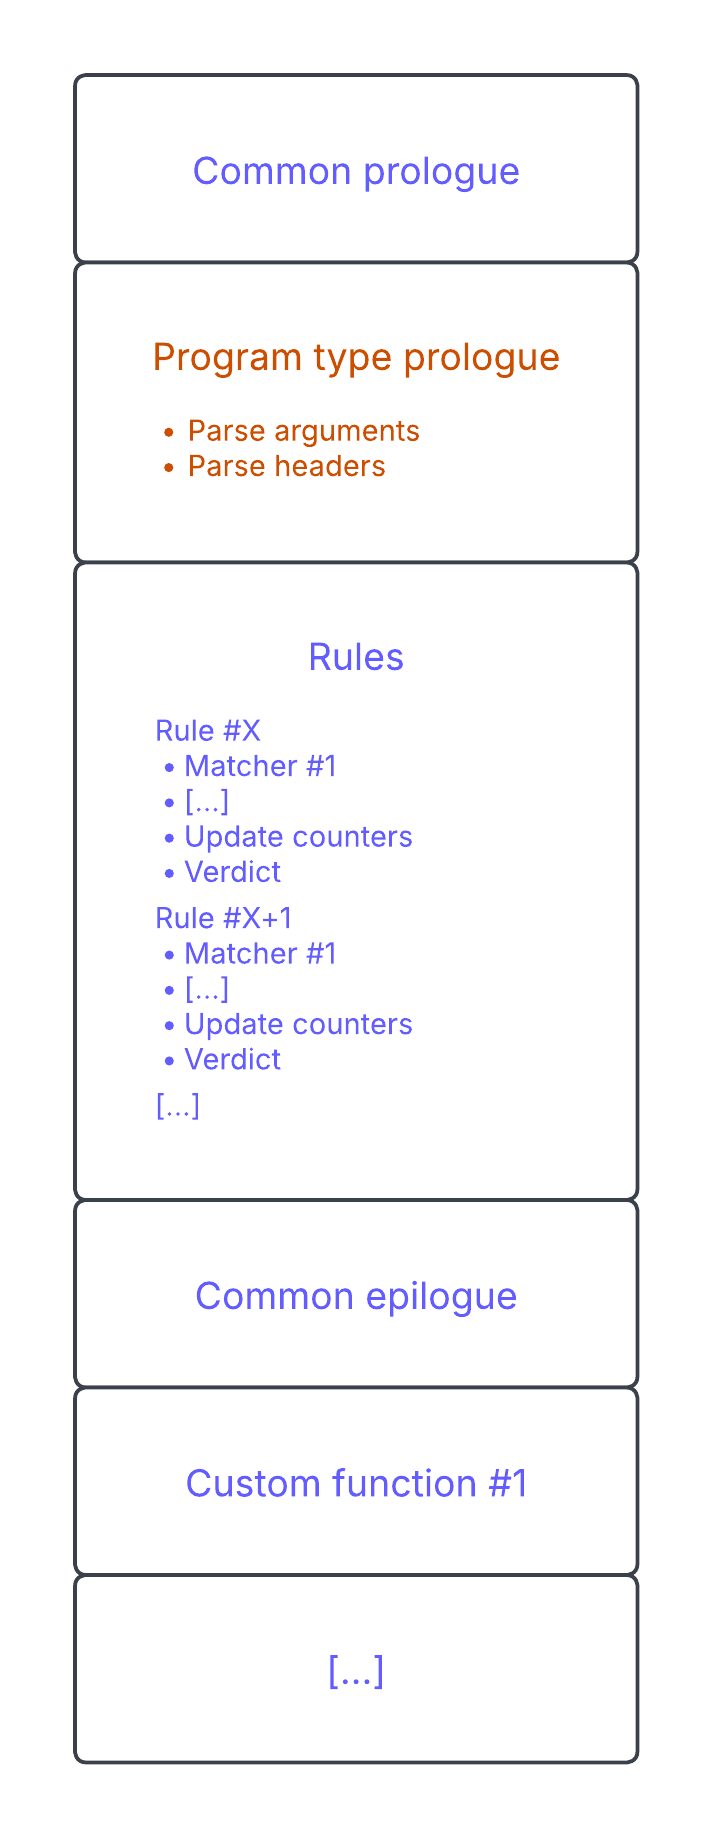 Common prologue
Program type prologue
• Parse arguments
• Parse headers
Rules
Rule #X
• Matcher #1
• [...]
• Update counters
• Verdict
Rule #X+1
• Matcher #1
• [...]
• Update counters
• Verdict
[...]
Common epilogue
Custom function #1
[...]